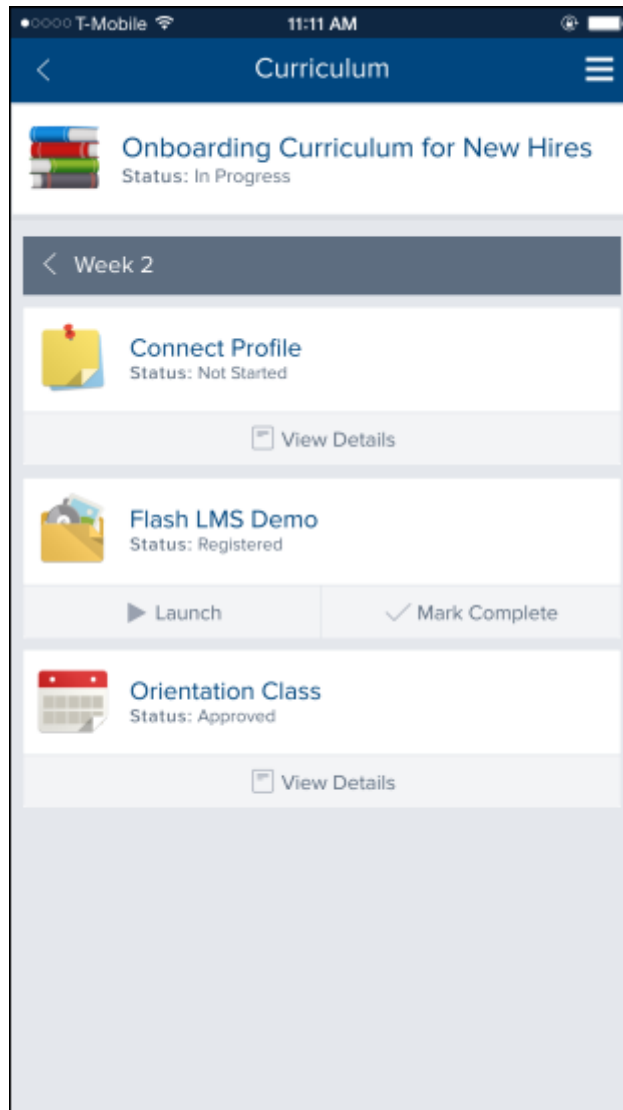 T-Mobile 11:11 AM
Curriculum
Onboarding Curriculum for New Hires
Status: In Progress
Week 2
Connect Profile
Status: Not Started
View Details
Flash LMS Demo
Status: Registered
Launch Mark Complete
Orientation Class
Status: Approved
View Details